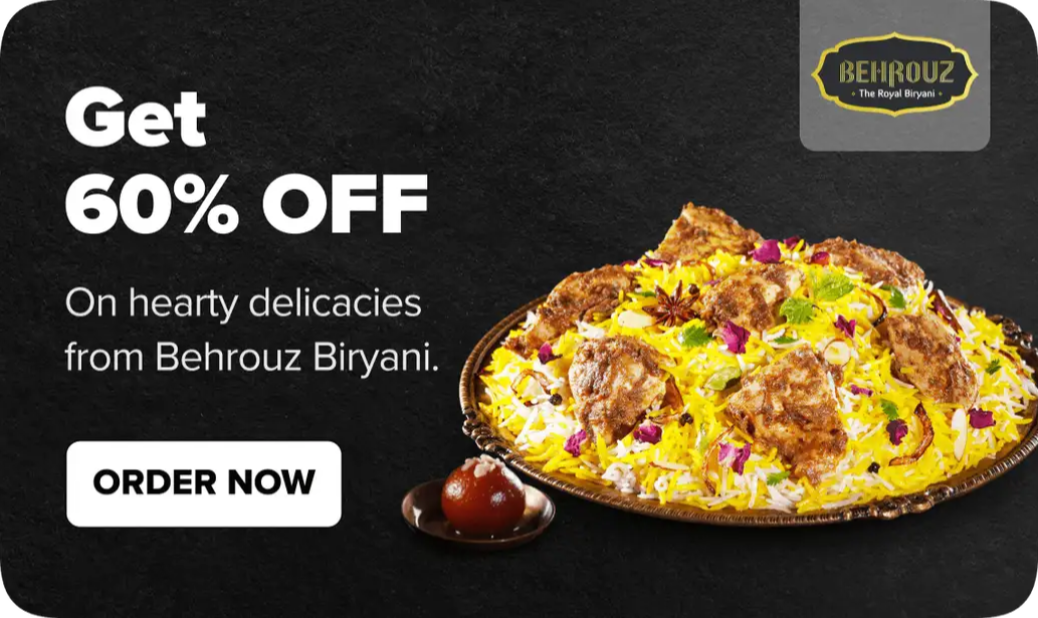 BEHROUZ
The Royal Biryani
Get
60% OFF
On hearty delicacies
from Behrouz Biryani.
ORDER NOW